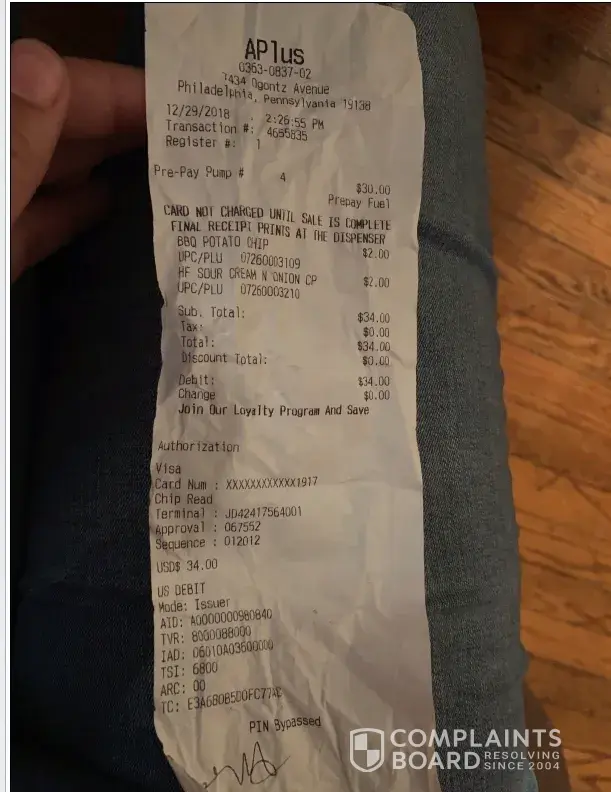 APlus
0363-0837-02
7434 Ogontz Avenue
Philadelphia, Pennsylvania 19138
12/29/2018 2:26:55 PM
Transaction #: 4655835
Register #: 1
Pre-Pay Pump # 4
$30.00
Prepay Fuel
CARD NOT CHARGED UNTIL SALE IS COMPLETE
FINAL RECEIPT PRINTS AT THE DISPENSER
BBQ POTATO CHIP $2.00
UPC/PLU 07260003109
HF SOUR CREAM N ONION CP $2.00
UPC/PLU 07260003210
Sub. Total: $34.00
Tax: $0.00
Total: $34.00
Discount Total: $0.00
Debit: $34.00
Change $0.00
Join Our Loyalty Program And Save
Authorization
Visa
Card Num : XXXXXXXXXXXX1917
Chip Read
Terminal : JD42417564001
Approval : 067552
Sequence : 012012
USD$ 34.00
US DEBIT
Mode: Issuer
AID: A0000000980840
TVR: 8000088000
IAD: 06010A03600000
TSI: 6800
ARC: 00
TC:
PIN Bypassed
COMPLAINTS
BOARD RESOLVING
SINCE 2004